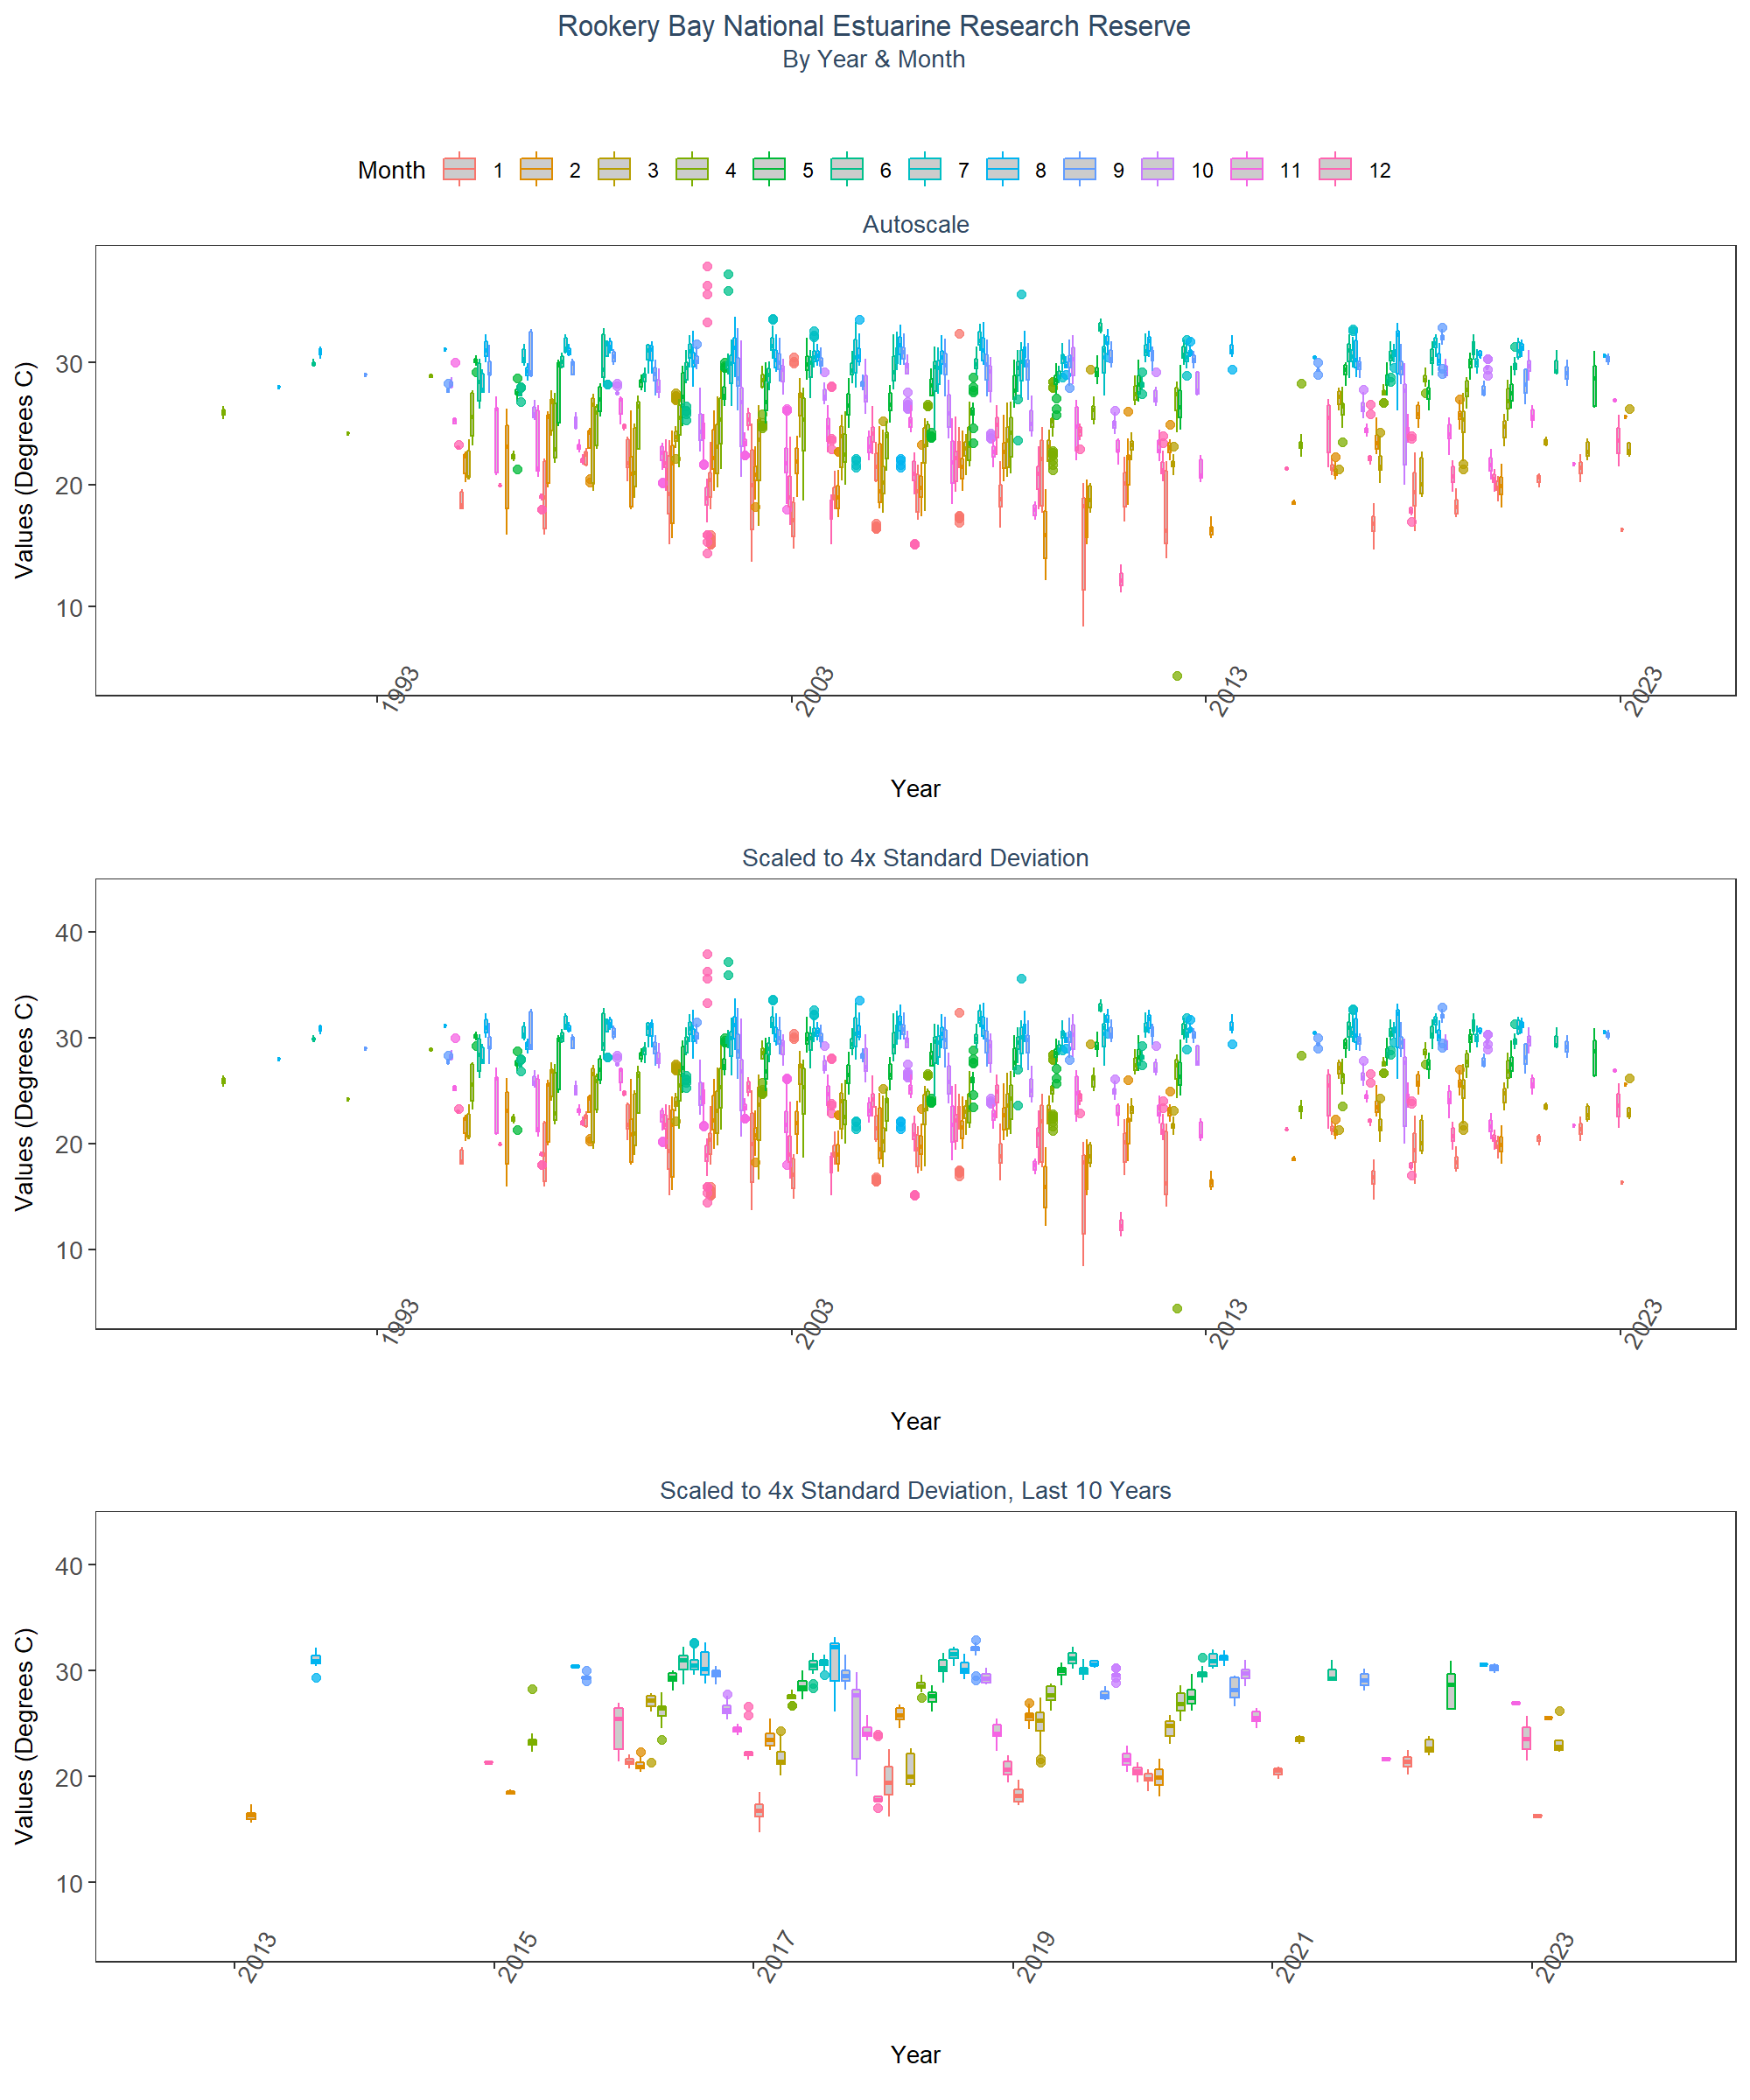 Rookery Bay National Estuarine Research Reserve
By Year & Month
Month 1 2 3 4 5 6 7 8 9 10 11 12
Autoscale
Values (Degrees C)
30
20
10
1993 2003 2013 2023
Year
Scaled to 4x Standard Deviation
Values (Degrees C)
40
30
20
10
1993 2003 2013 2023
Year
Scaled to 4x Standard Deviation, Last 10 Years
Values (Degrees C)
40
30
20
10
2013 2015 2017 2019 2021 2023
Year